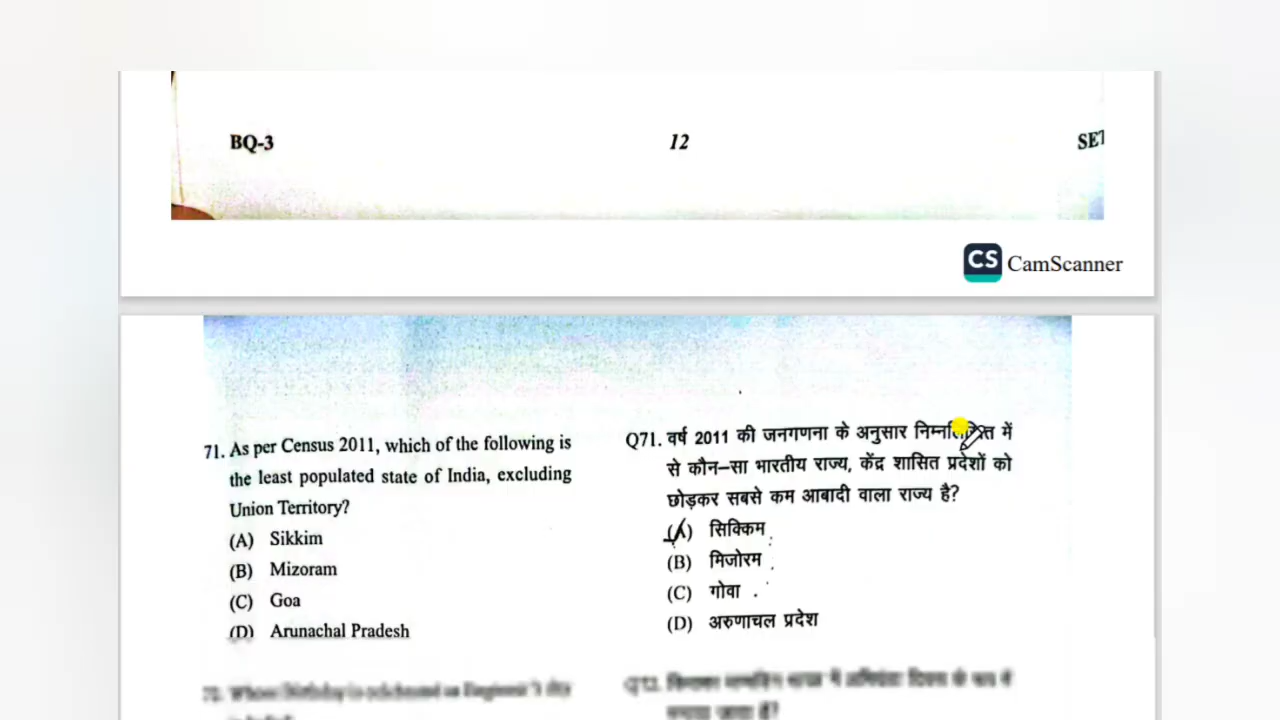 BQ-3
12
SET
CS CamScanner
71. As per Census 2011, which of the following is
the least populated state of India, excluding
Union Territory?
(A) Sikkim
(B) Mizoram
(C) Goa
(D) Arunachal Pradesh
Q71. वर्ष 2011 की जनगणना के अनुसार निम्नलिखित में
से कौन–सा भारतीय राज्य, केंद्र शासित प्रदेशों को
छोड़कर सबसे कम आबादी वाला राज्य है?
(A) सिक्किम
(B) मिजोरम
(C) गोवा
(D) अरुणाचल प्रदेश